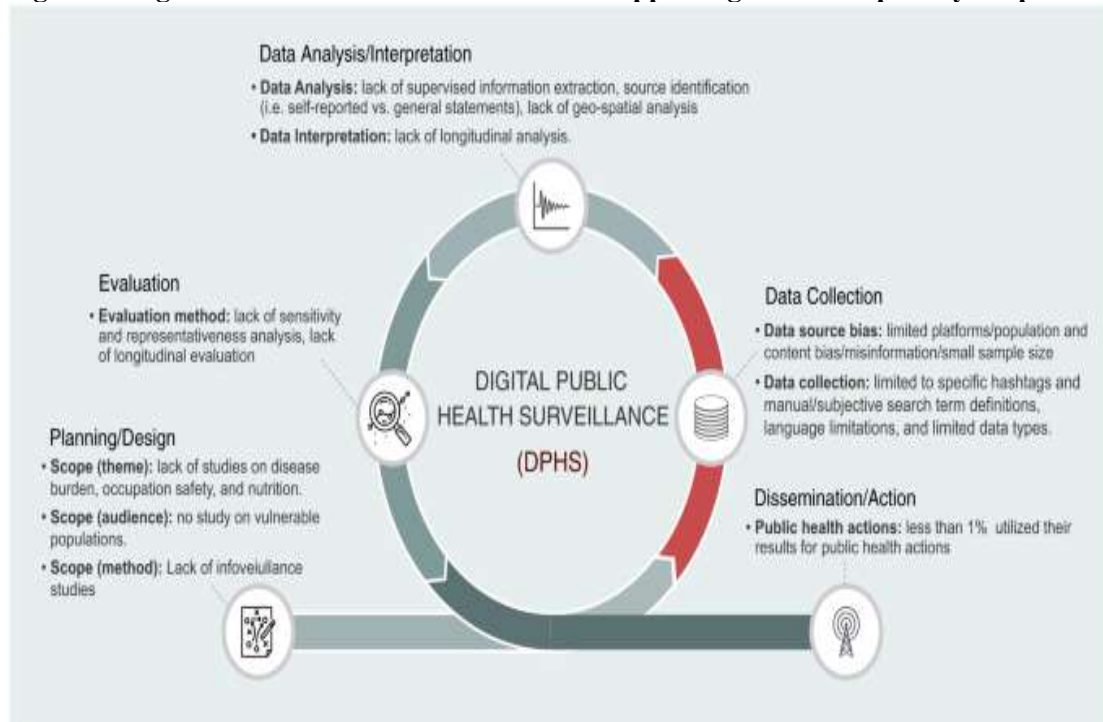 Data Analysis/Interpretation
• Data Analysis: lack of supervised information extraction, source identification
(i.e. self-reported vs. general statements), lack of geo-spatial analysis
• Data Interpretation: lack of longitudinal analysis.
Evaluation
• Evaluation method: lack of sensitivity
and representativeness analysis, lack
of longitudinal evaluation
Data Collection
• Data source bias: limited platforms/population and
content bias/misinformation/small sample size
• Data collection: limited to specific hashtags and
manual/subjective search term definitions,
language limitations, and limited data types.
DIGITAL PUBLIC
HEALTH SURVEILLANCE
(DPHS)
Planning/Design
• Scope (theme): lack of studies on disease
burden, occupation safety, and nutrition.
• Scope (audience): no study on vulnerable
populations.
• Scope (method): Lack of infoveiullance
studies
Dissemination/Action
• Public health actions: less than 1% utilized their
results for public health actions